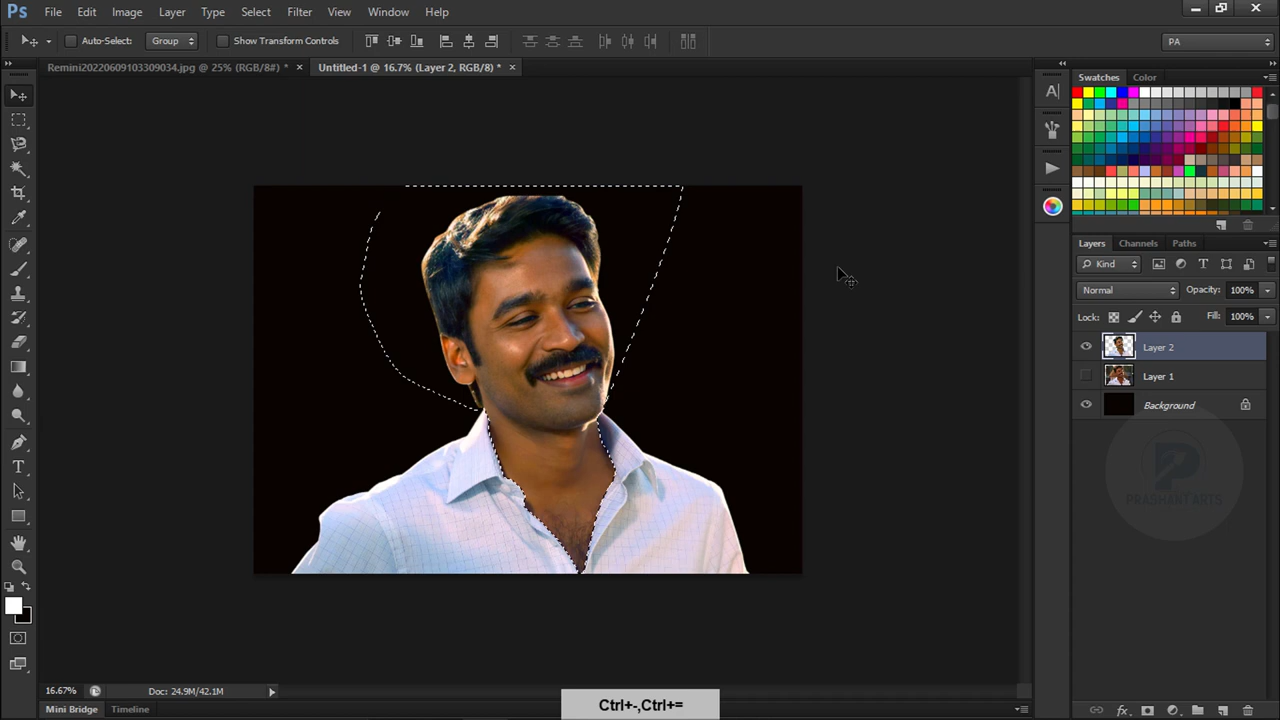 Ps File Edit Image Layer Type Select Filter View Window Help
Auto-Select: Group Show Transform Controls PA
Remini20220609103309034.jpg @ 25% (RGB/8#) * × Untitled-1 @ 16.7% (Layer 2, RGB/8) * ×
Swatches Color
Layers Channels Paths
Kind
Normal Opacity: 100%
Lock: Fill: 100%
Layer 2
Layer 1
Background
PRASHANT ARTS
16.67% Doc: 24.9M/42.1M
Ctrl+-,Ctrl+=
Mini Bridge Timeline